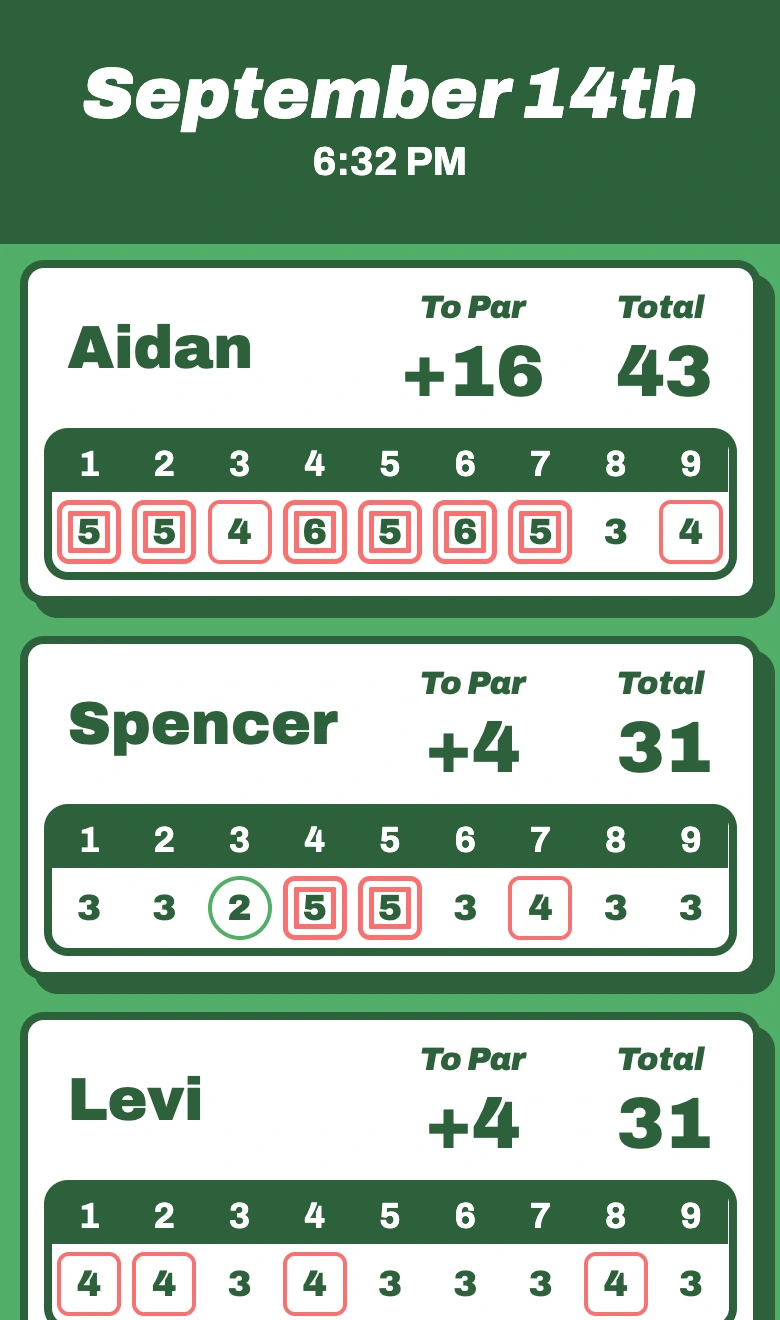 September 14th
6:32 PM
Aidan
To Par
+16
Total
43
1 2 3 4 5 6 7 8 9
5 5 4 6 5 6 5 3 4
Spencer
To Par
+4
Total
31
1 2 3 4 5 6 7 8 9
3 3 2 5 5 3 4 3 3
Levi
To Par
+4
Total
31
1 2 3 4 5 6 7 8 9
4 4 3 4 3 3 3 4 3